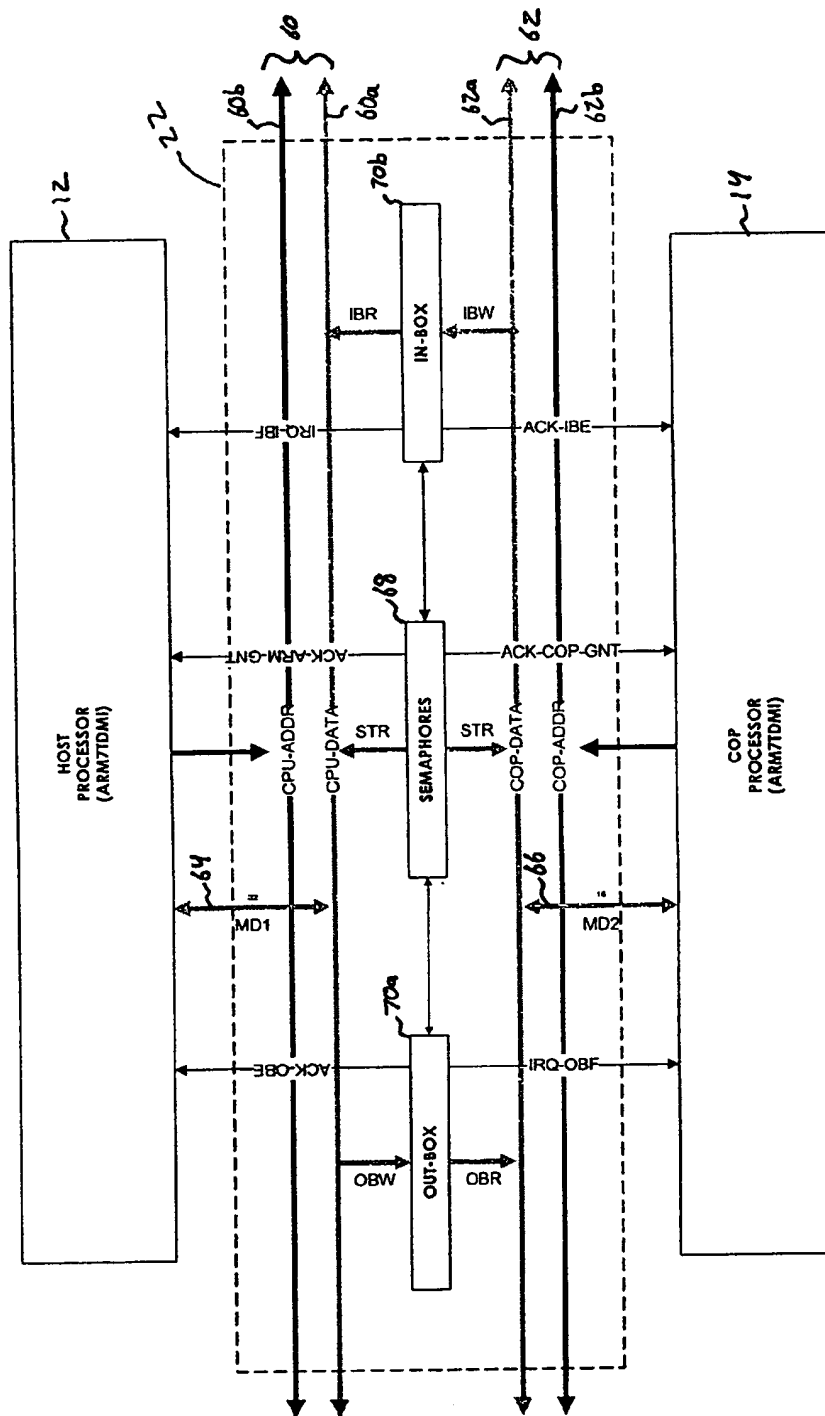 22
12
HOST
PROCESSOR
(ARM7TDMI)
60b
60
60a
64
MD1
CPU-ADDR
CPU-DATA
ACK-OBE
ACK-ARM-GNT
IRQ-IBF
OBW
STR
IBR
70a
OUT-BOX
68
SEMAPHORES
70b
IN-BOX
OBR
STR
IBW
IRQ-OBF
ACK-COP-GNT
ACK-IBE
66
16
MD2
COP-DATA
COP-ADDR
62a
62
62b
14
COP
PROCESSOR
(ARM7TDMI)